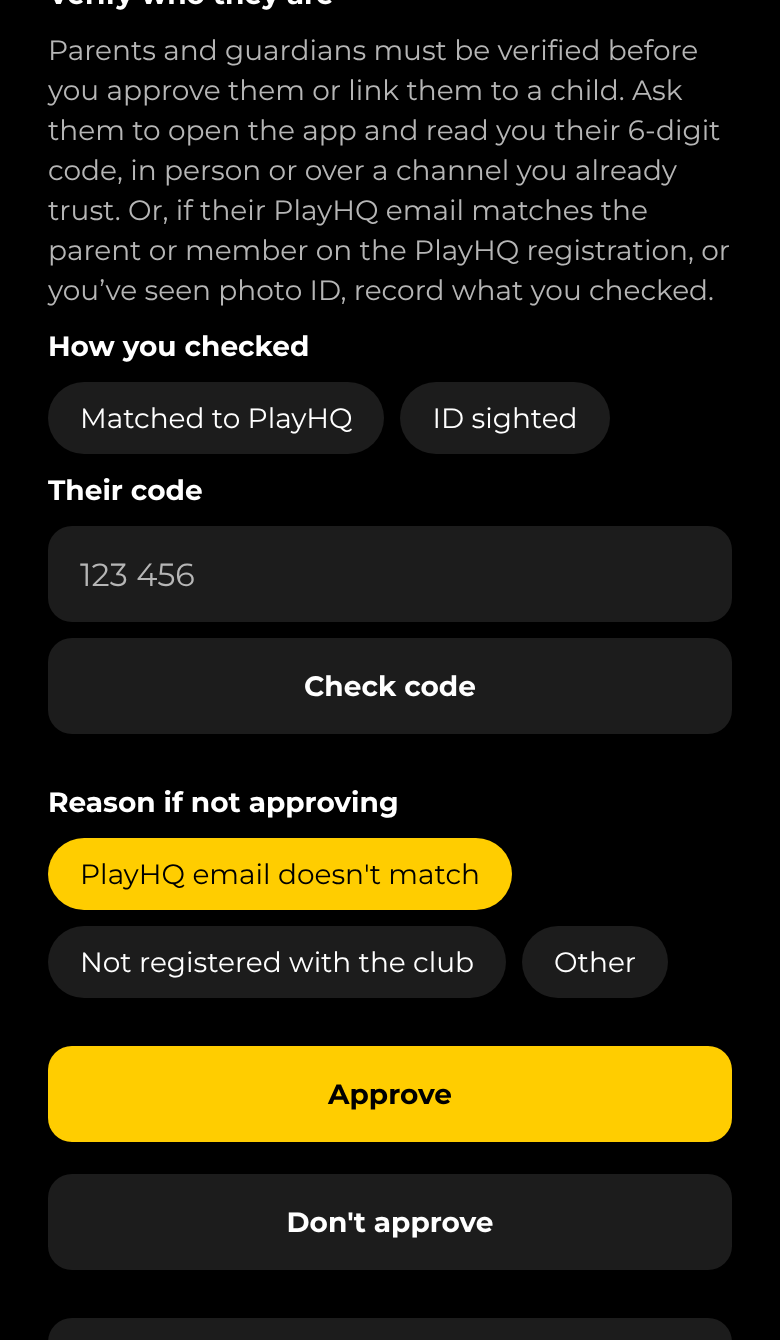 Verify who they are
Parents and guardians must be verified before
you approve them or link them to a child. Ask
them to open the app and read you their 6-digit
code, in person or over a channel you already
trust. Or, if their PlayHQ email matches the
parent or member on the PlayHQ registration, or
you’ve seen photo ID, record what you checked.
How you checked
Matched to PlayHQ
ID sighted
Their code
123 456
Check code
Reason if not approving
PlayHQ email doesn't match
Not registered with the club
Other
Approve
Don't approve